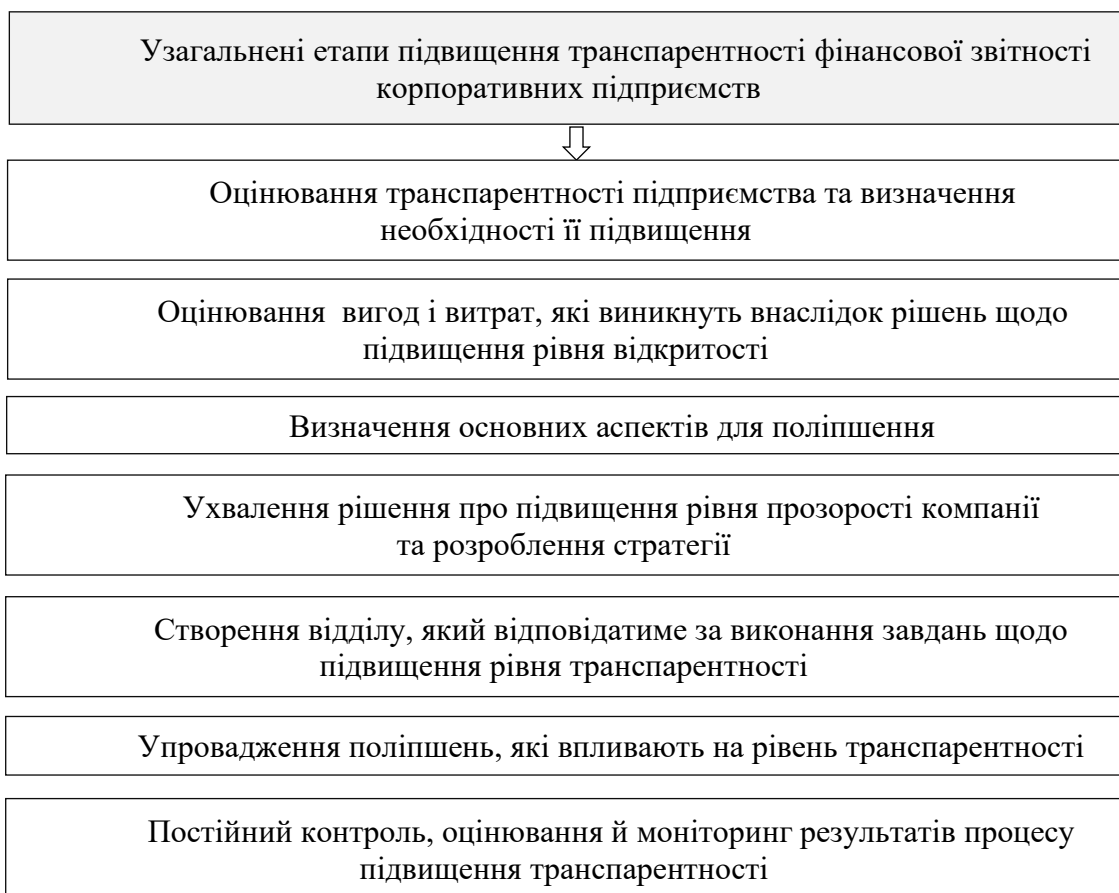 Узагальнені етапи підвищення транспарентності фінансової звітності
корпоративних підприємств
Оцінювання транспарентності підприємства та визначення
необхідності її підвищення
Оцінювання вигод і витрат, які виникнуть внаслідок рішень щодо
підвищення рівня відкритості
Визначення основних аспектів для поліпшення
Ухвалення рішення про підвищення рівня прозорості компанії
та розроблення стратегії
Створення відділу, який відповідатиме за виконання завдань щодо
підвищення рівня транспарентності
Упровадження поліпшень, які впливають на рівень транспарентності
Постійний контроль, оцінювання й моніторинг результатів процесу
підвищення транспарентності